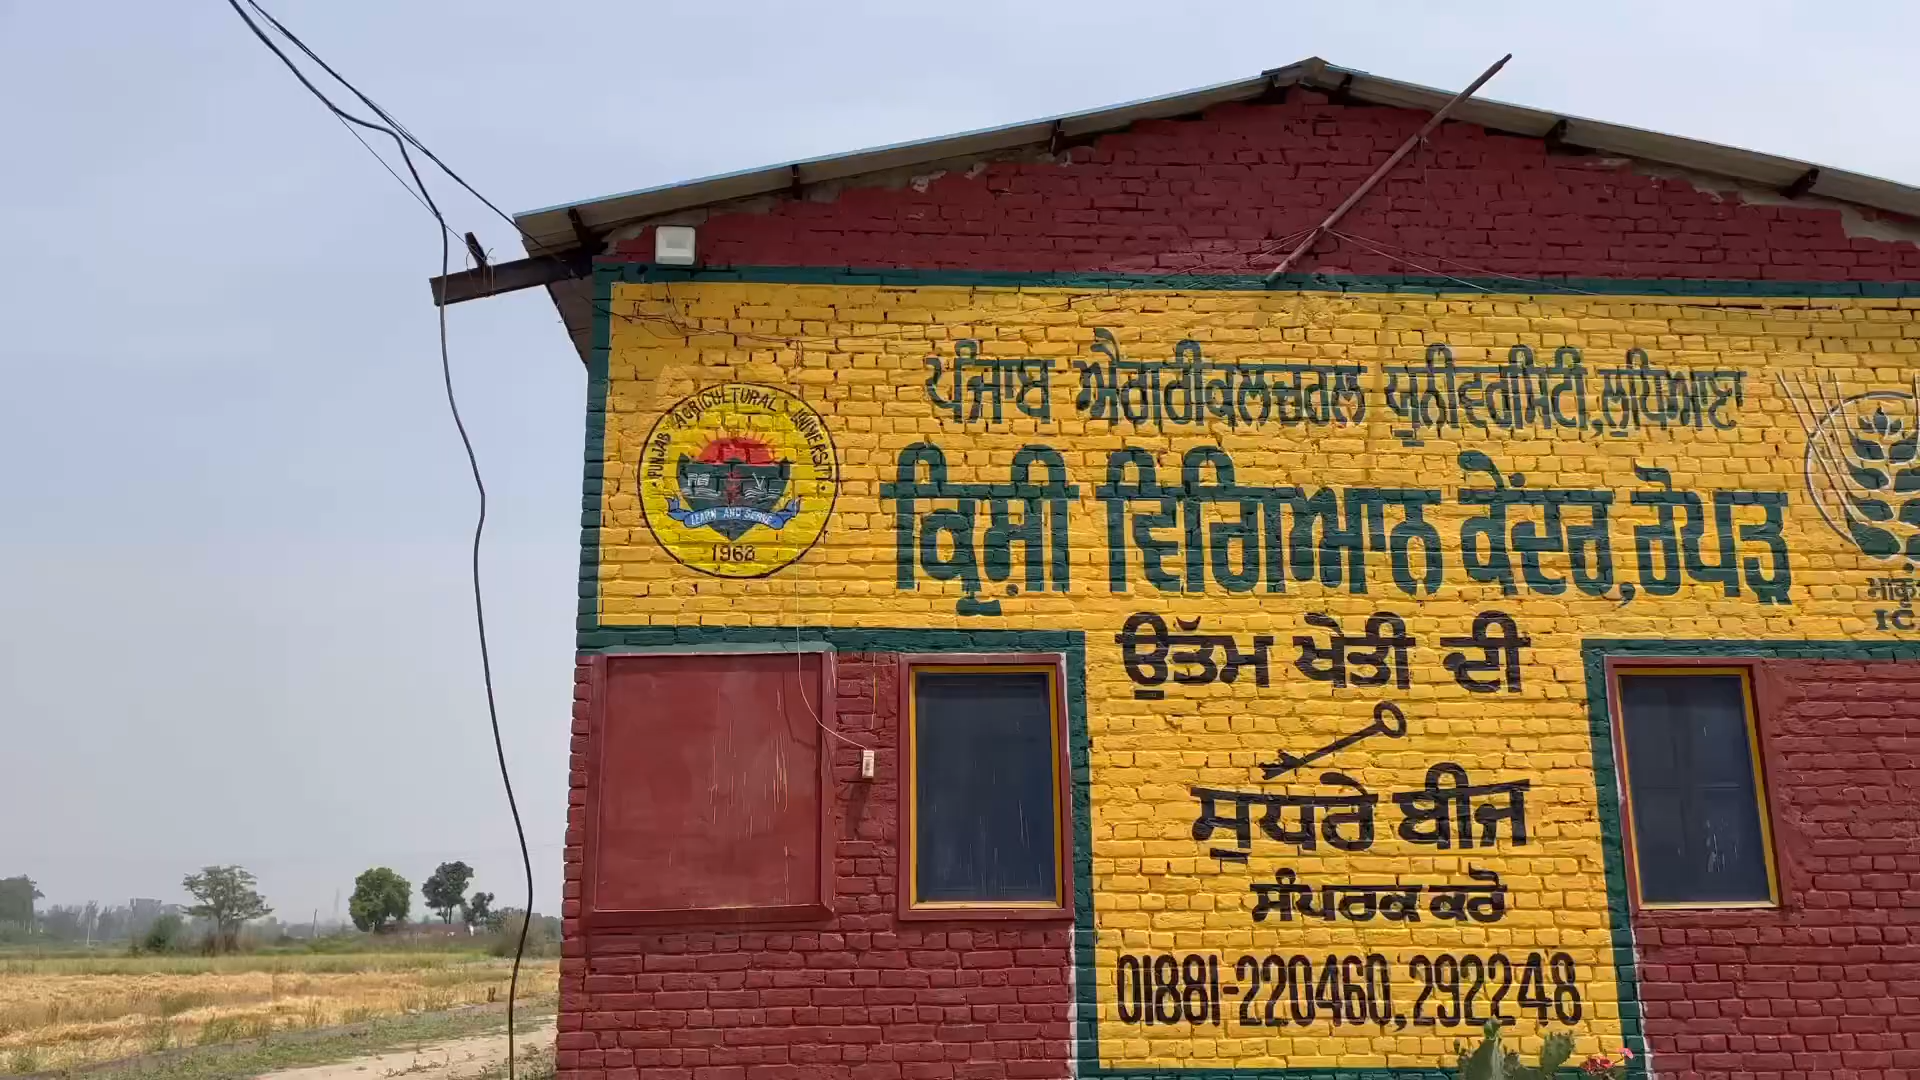 ਪੰਜਾਬ ਐਗਰੀਕਲਚਰਲ ਯੂਨੀਵਰਸਿਟੀ,ਲੁਧਿਆਣਾ
PUNJAB AGRICULTURAL UNIVERSITY
LEARN AND SERVE
1962
ਕ੍ਰਿਸ਼ੀ ਵਿਗਿਆਨ ਕੇਂਦਰ,ਰੋਪੜ
ਉੱਤਮ ਖੇਤੀ ਦੀ
ਸੁਧਰੇ ਬੀਜ
ਸੰਪਰਕ ਕਰੋ
01881-220460,292248